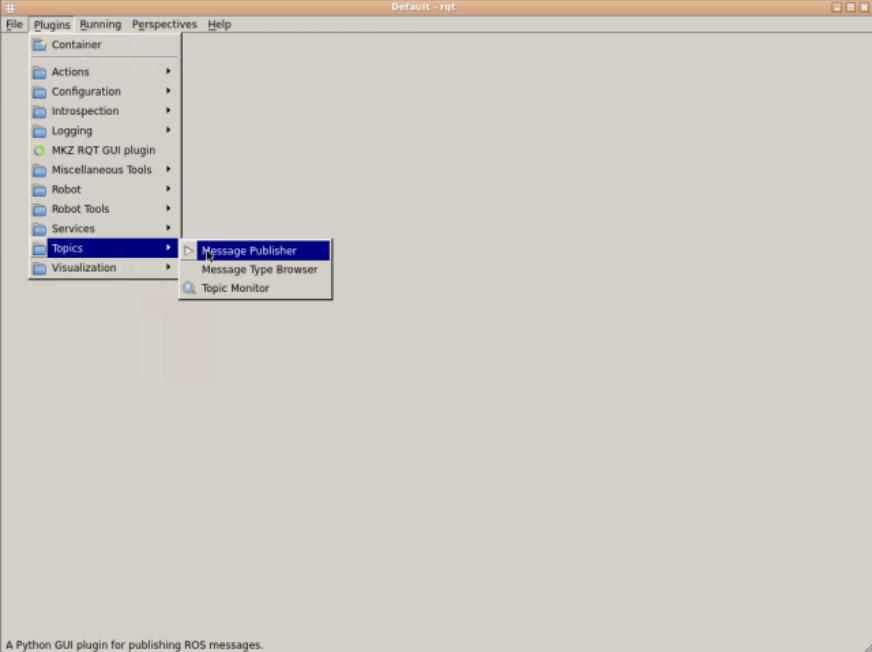 Default - rqt
File Plugins Running Perspectives Help
Container
Actions
Configuration
Introspection
Logging
MKZ RQT GUI plugin
Miscellaneous Tools
Robot
Robot Tools
Services
Topics
Visualization
Message Publisher
Message Type Browser
Topic Monitor
A Python GUI plugin for publishing ROS messages.